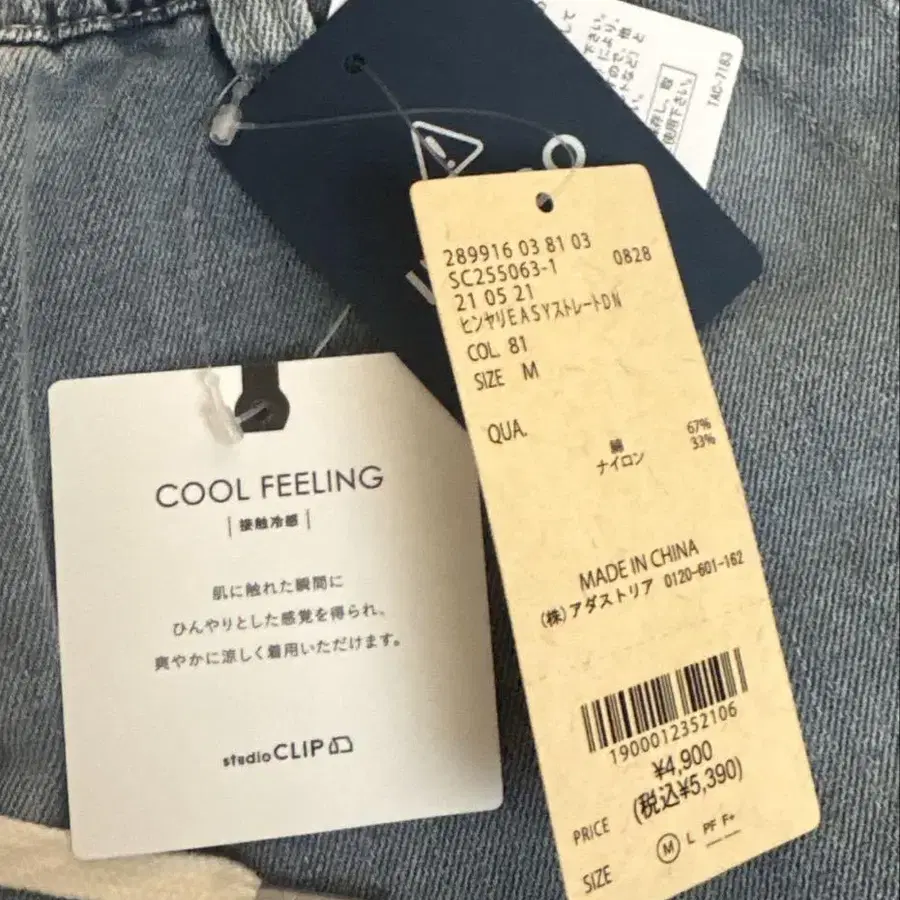 TAC-7183
289916 03 81 03
0828
SC255063-1
21 05 21
ヒンヤリEASYストレートDN
COL. 81
SIZE M
QUA.
綿 67%
ナイロン 33%
MADE IN CHINA
(株)アダストリア 0120-601-162
1900012352106
¥4,900
(税込¥5,390)
PRICE
SIZE M L PF F+
COOL FEELING
接触冷感
肌に触れた瞬間に
ひんやりとした感覚を得られ、
爽やかに涼しく着用いただけます。
studio CLIP